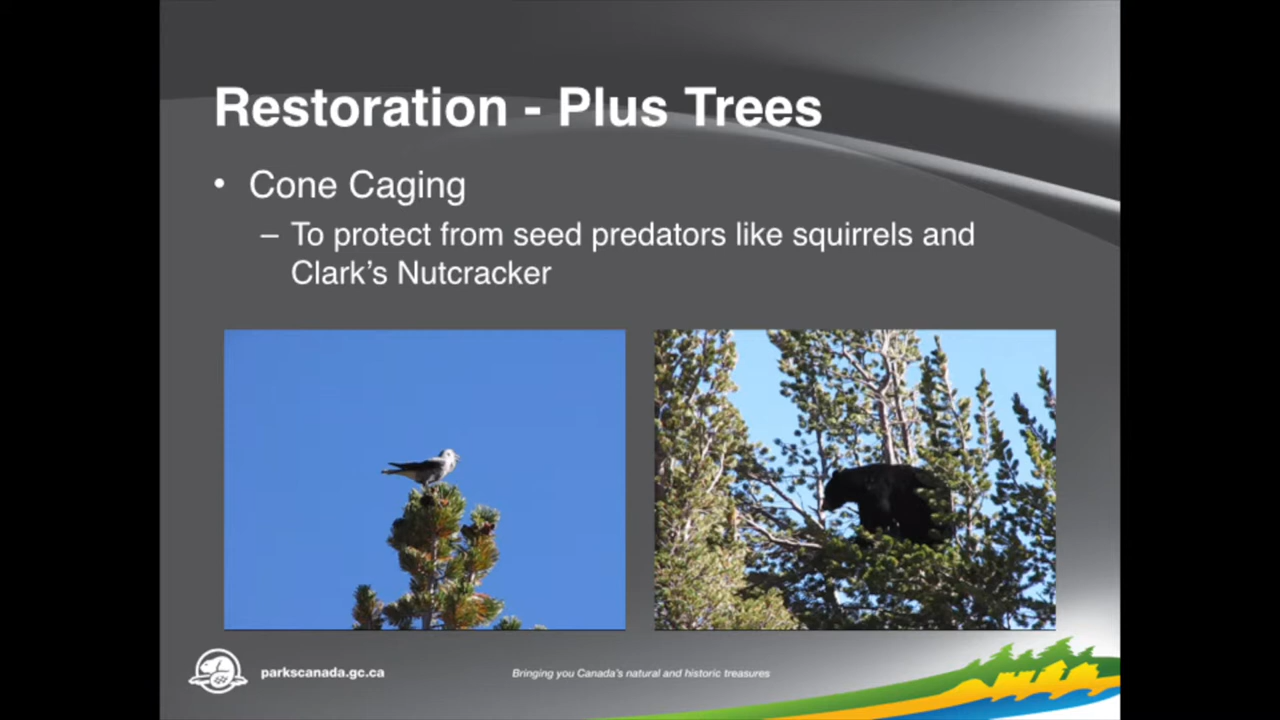 Restoration - Plus Trees
• Cone Caging
– To protect from seed predators like squirrels and
Clark’s Nutcracker
parkscanada.gc.ca
Bringing you Canada’s natural and historic treasures